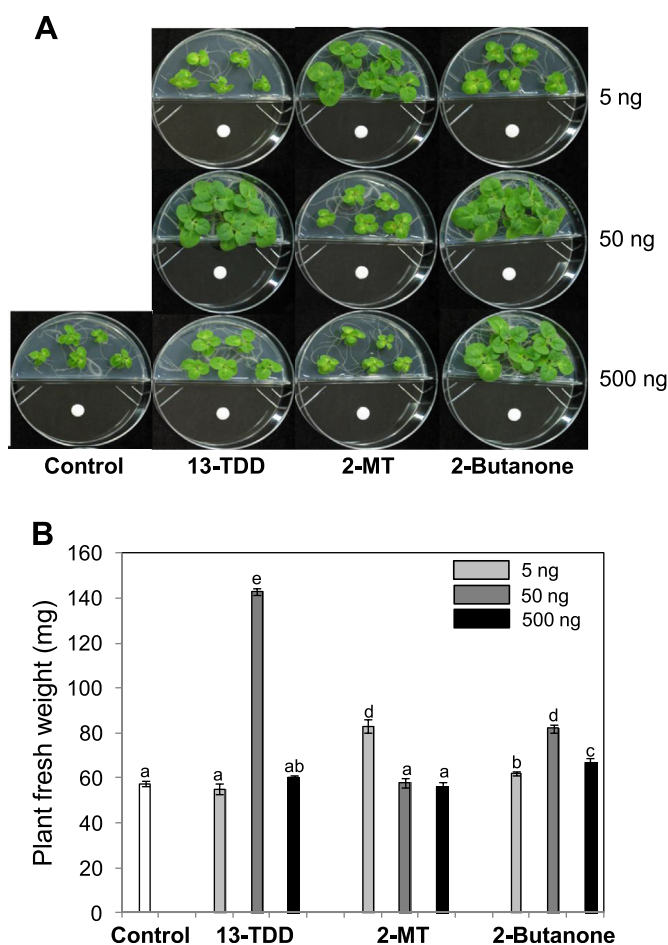 A
5 ng
50 ng
500 ng
Control 13-TDD 2-MT 2-Butanone
B
Plant fresh weight (mg)
160
140
120
100
80
60
40
20
0
5 ng
50 ng
500 ng
a a e ab d a a b d c
Control 13-TDD 2-MT 2-Butanone